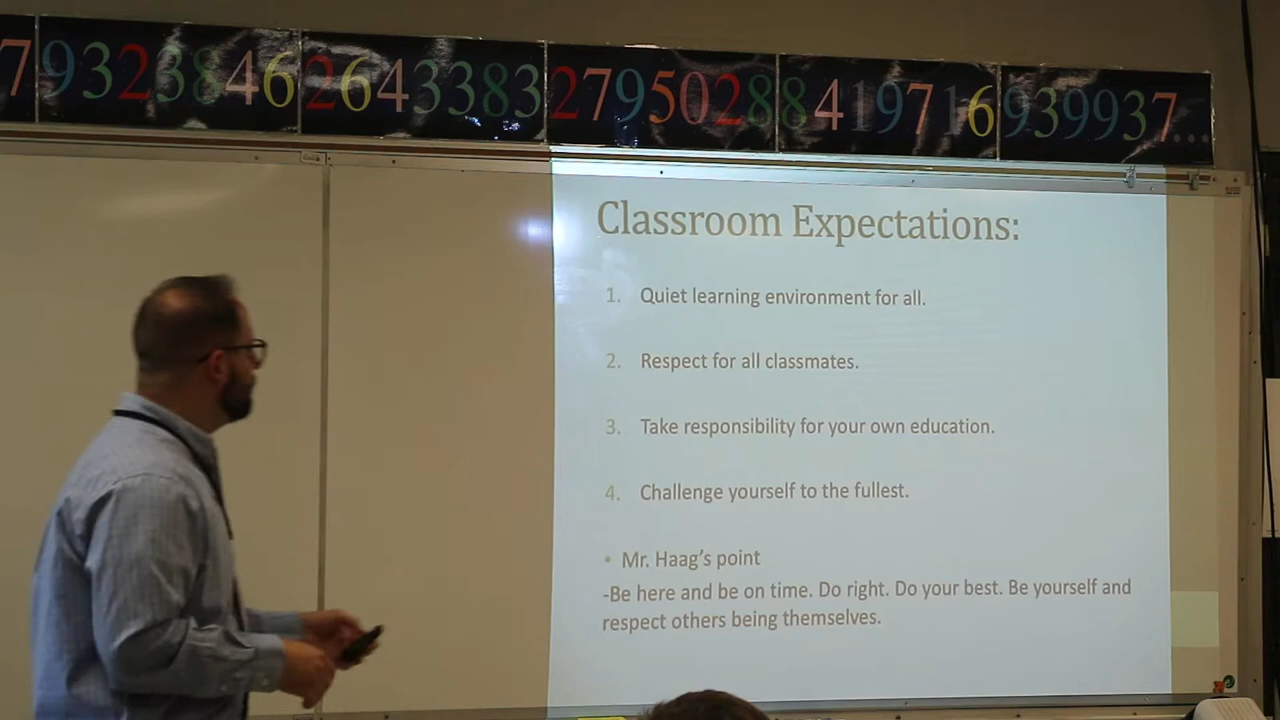 79323846264338327950288419716939937...
Classroom Expectations:
1. Quiet learning environment for all.
2. Respect for all classmates.
3. Take responsibility for your own education.
4. Challenge yourself to the fullest.
• Mr. Haag's point
-Be here and be on time. Do right. Do your best. Be yourself and
respect others being themselves.